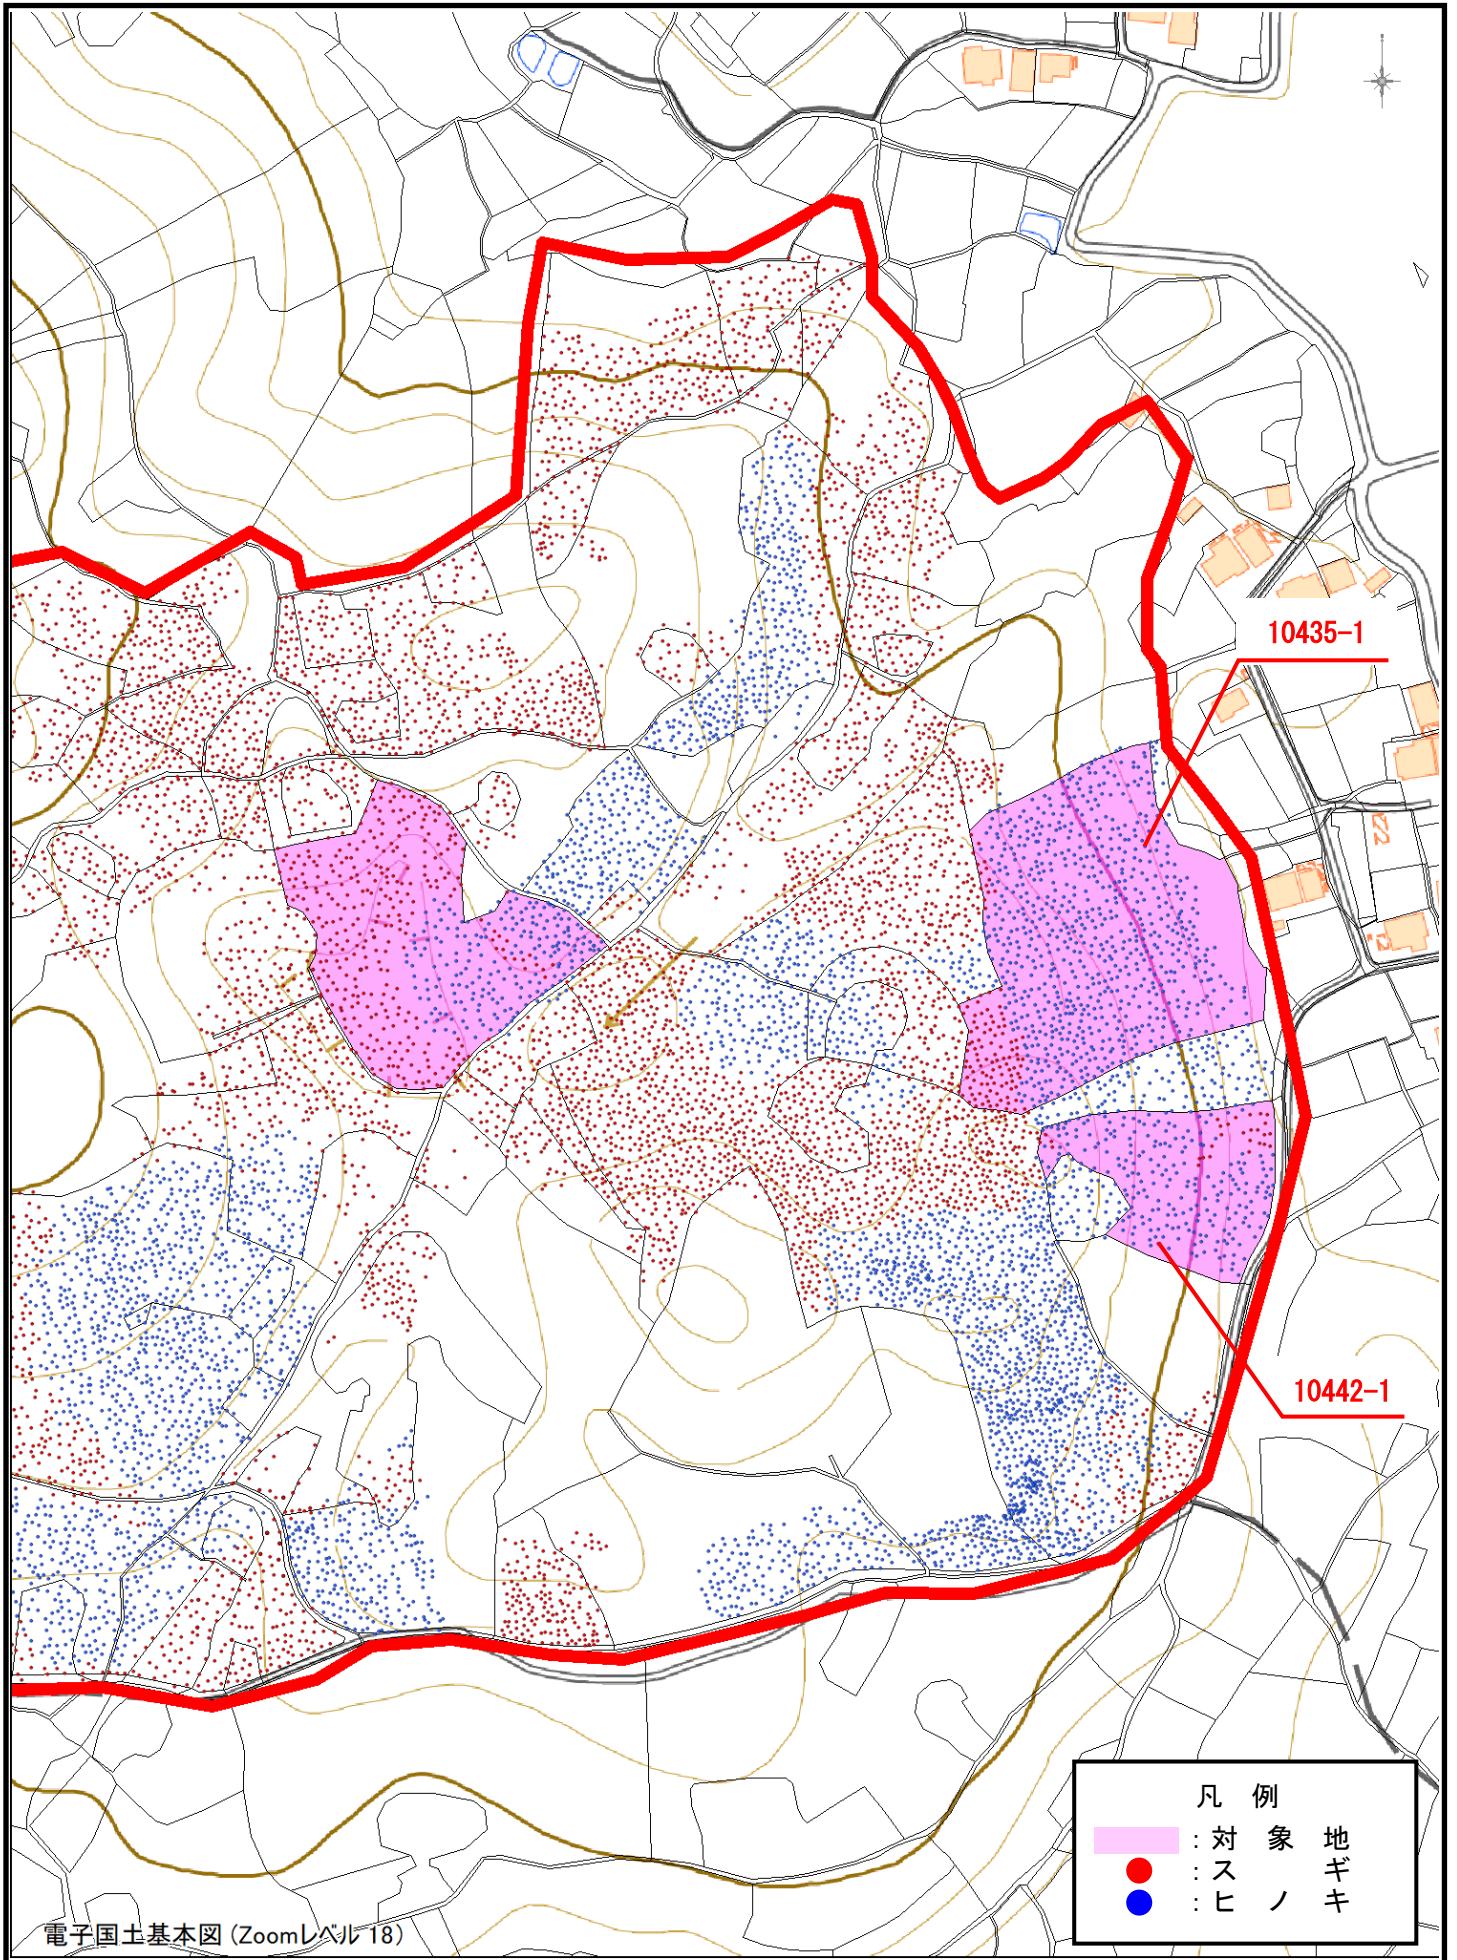 10435-1
10442-1
凡 例
：対 象 地
：ス ギ
：ヒ ノ キ
電子国土基本図 (Zoomレベル 18)